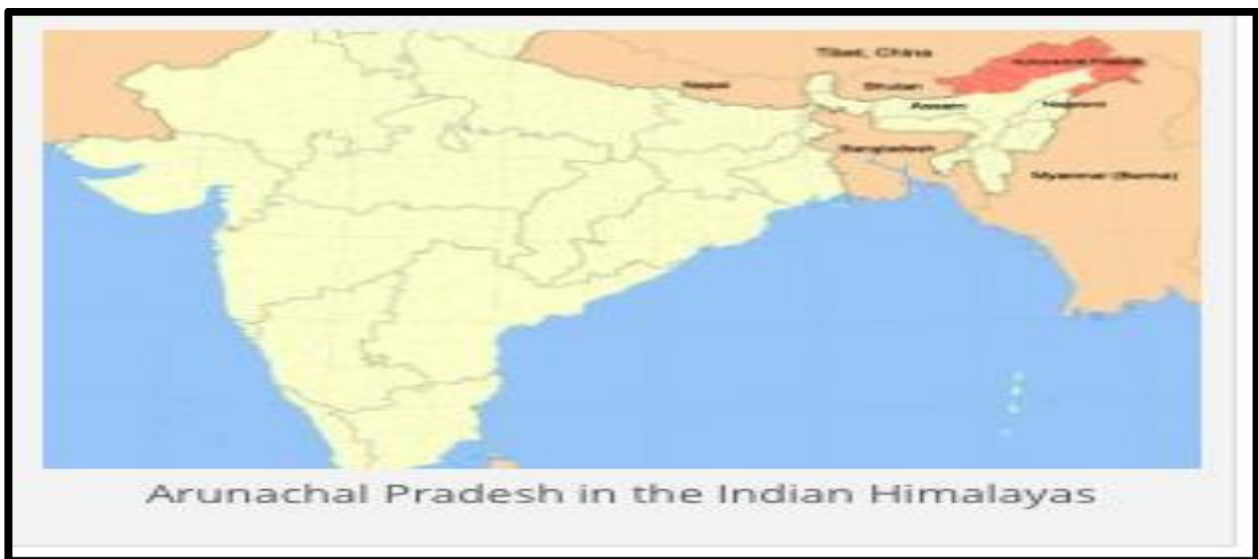 Tibet, China
Arunachal Pradesh
Nepal
Bhutan
Assam
Nagaland
Bangladesh
Myanmar (Burma)
Arunachal Pradesh in the Indian Himalayas